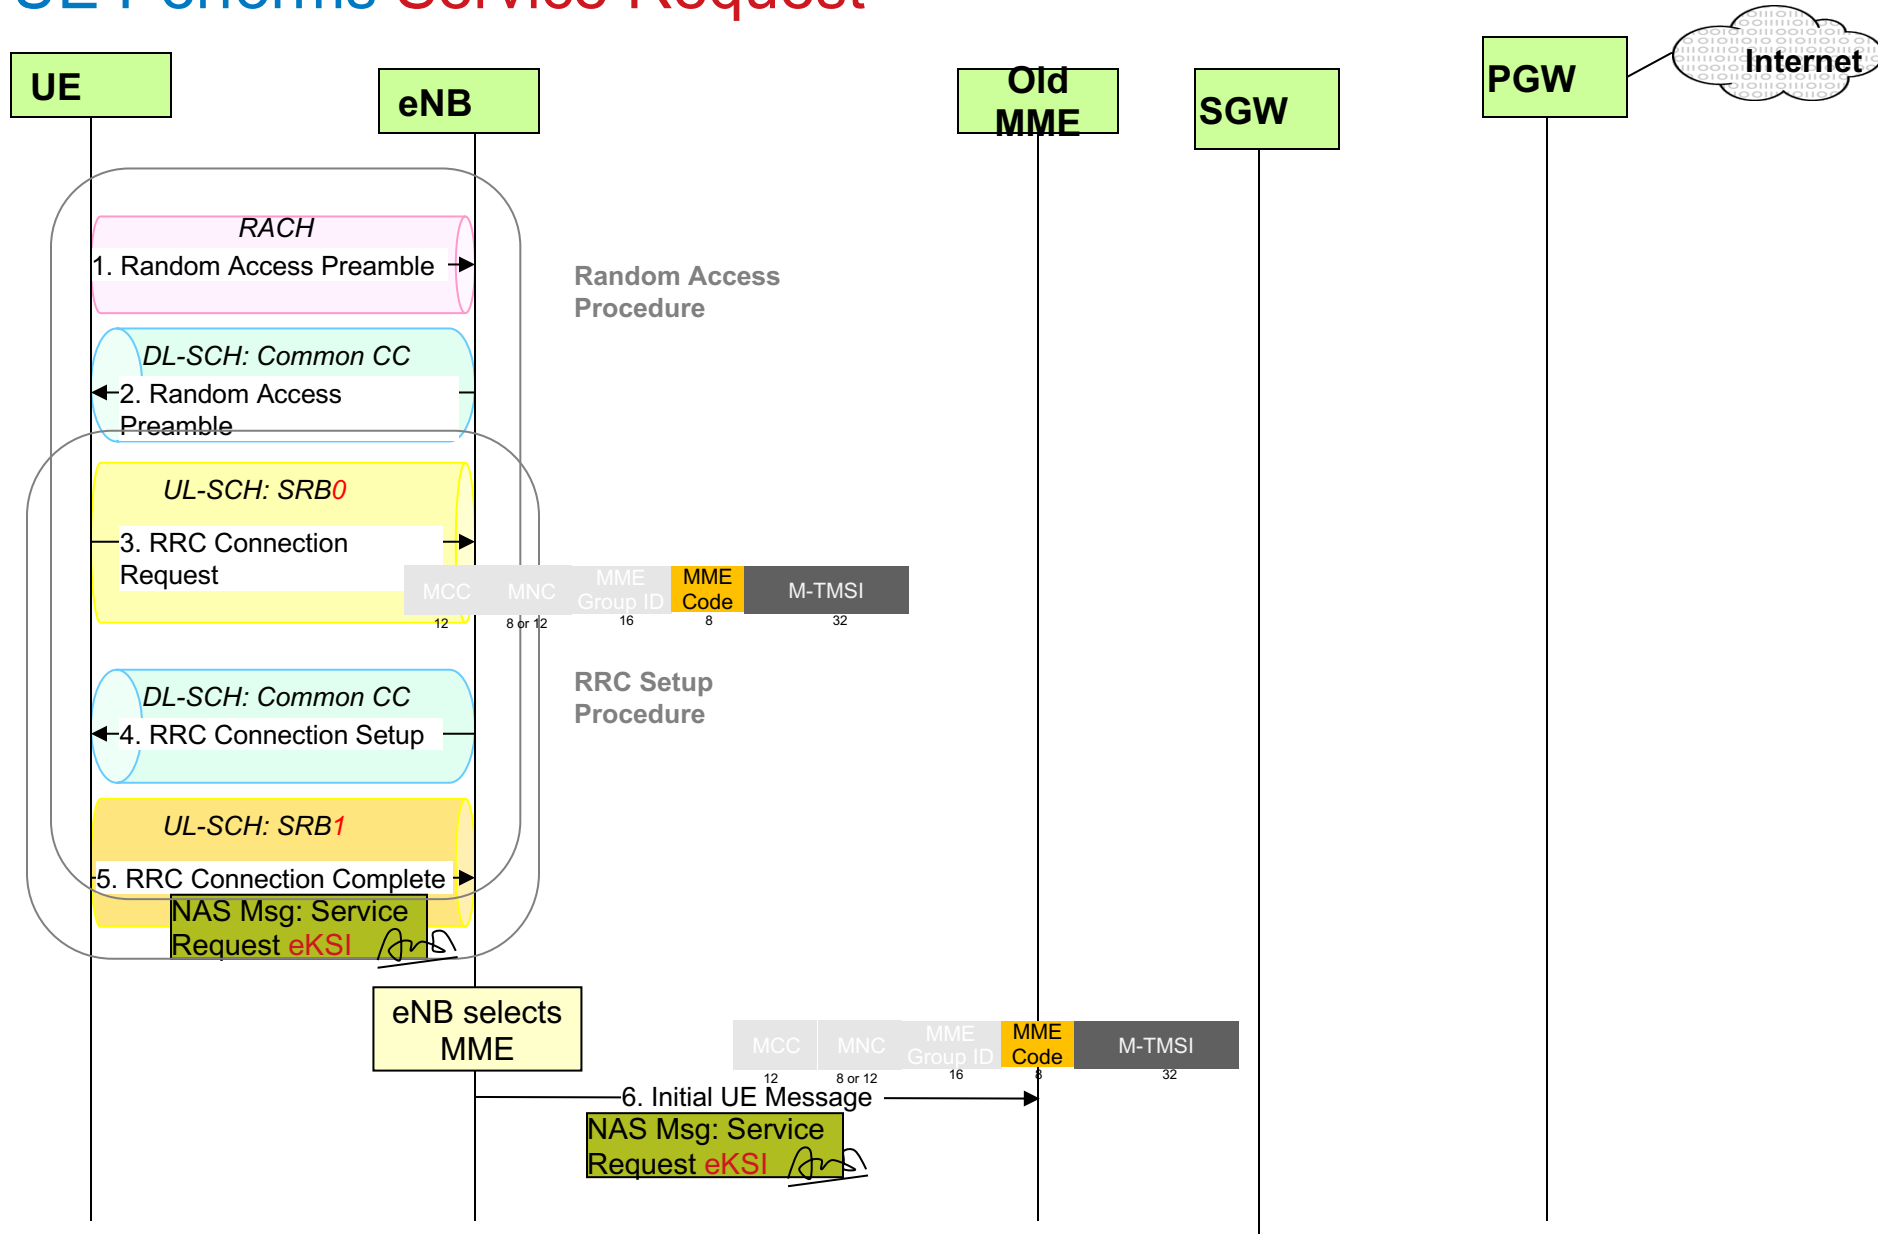 UE Performs Service Request
UE
eNB
Old
MME
SGW
PGW
Internet
RACH
1. Random Access Preamble
Random Access
Procedure
DL-SCH: Common CC
2. Random Access
Preamble
UL-SCH: SRB0
3. RRC Connection
Request
MCC
MNC
MME
Group ID
MME
Code
M-TMSI
12
8 or 12
16
8
32
RRC Setup
Procedure
DL-SCH: Common CC
4. RRC Connection Setup
UL-SCH: SRB1
5. RRC Connection Complete
NAS Msg: Service
Request eKSI
eNB selects
MME
MCC
MNC
MME
Group ID
MME
Code
M-TMSI
12
8 or 12
16
8
32
6. Initial UE Message
NAS Msg: Service
Request eKSI